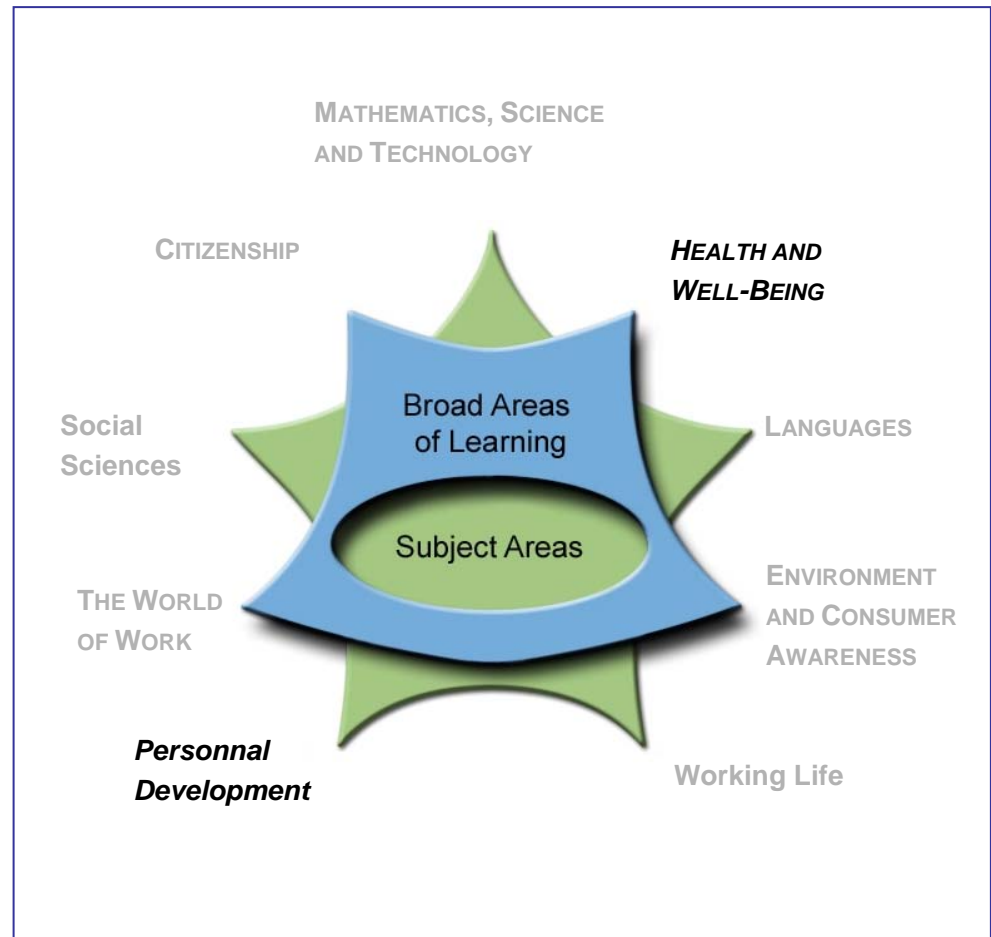 MATHEMATICS, SCIENCE
AND TECHNOLOGY
CITIZENSHIP
HEALTH AND
WELL-BEING
Broad Areas
of Learning
Social
Sciences
LANGUAGES
Subject Areas
THE WORLD
OF WORK
ENVIRONMENT
AND CONSUMER
AWARENESS
Personnal
Development
Working Life